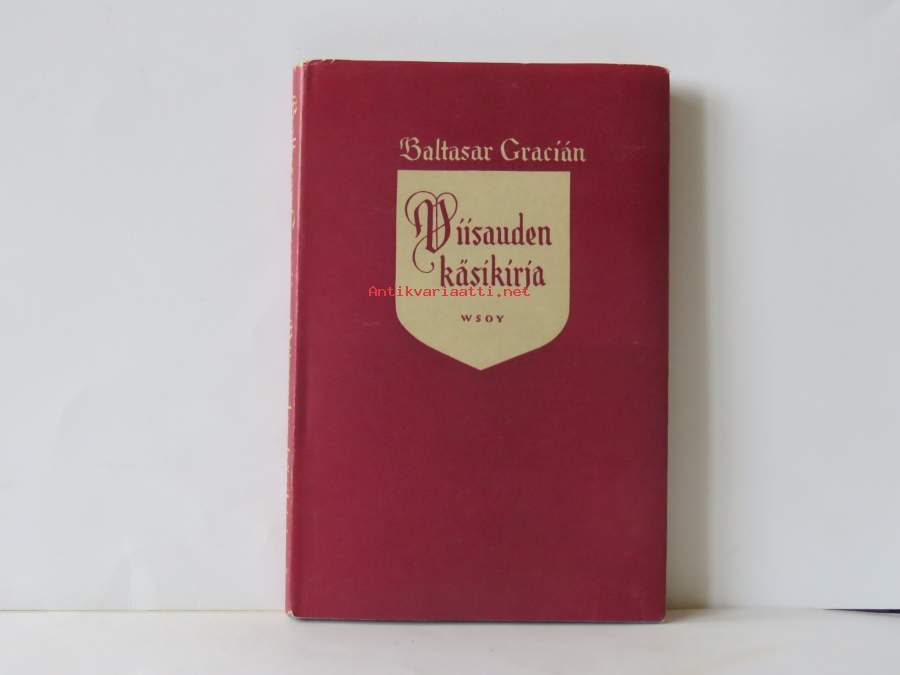 Baltasar Gracián
Viisauden
käsikirja
Antikvariaatti.net
WSOY